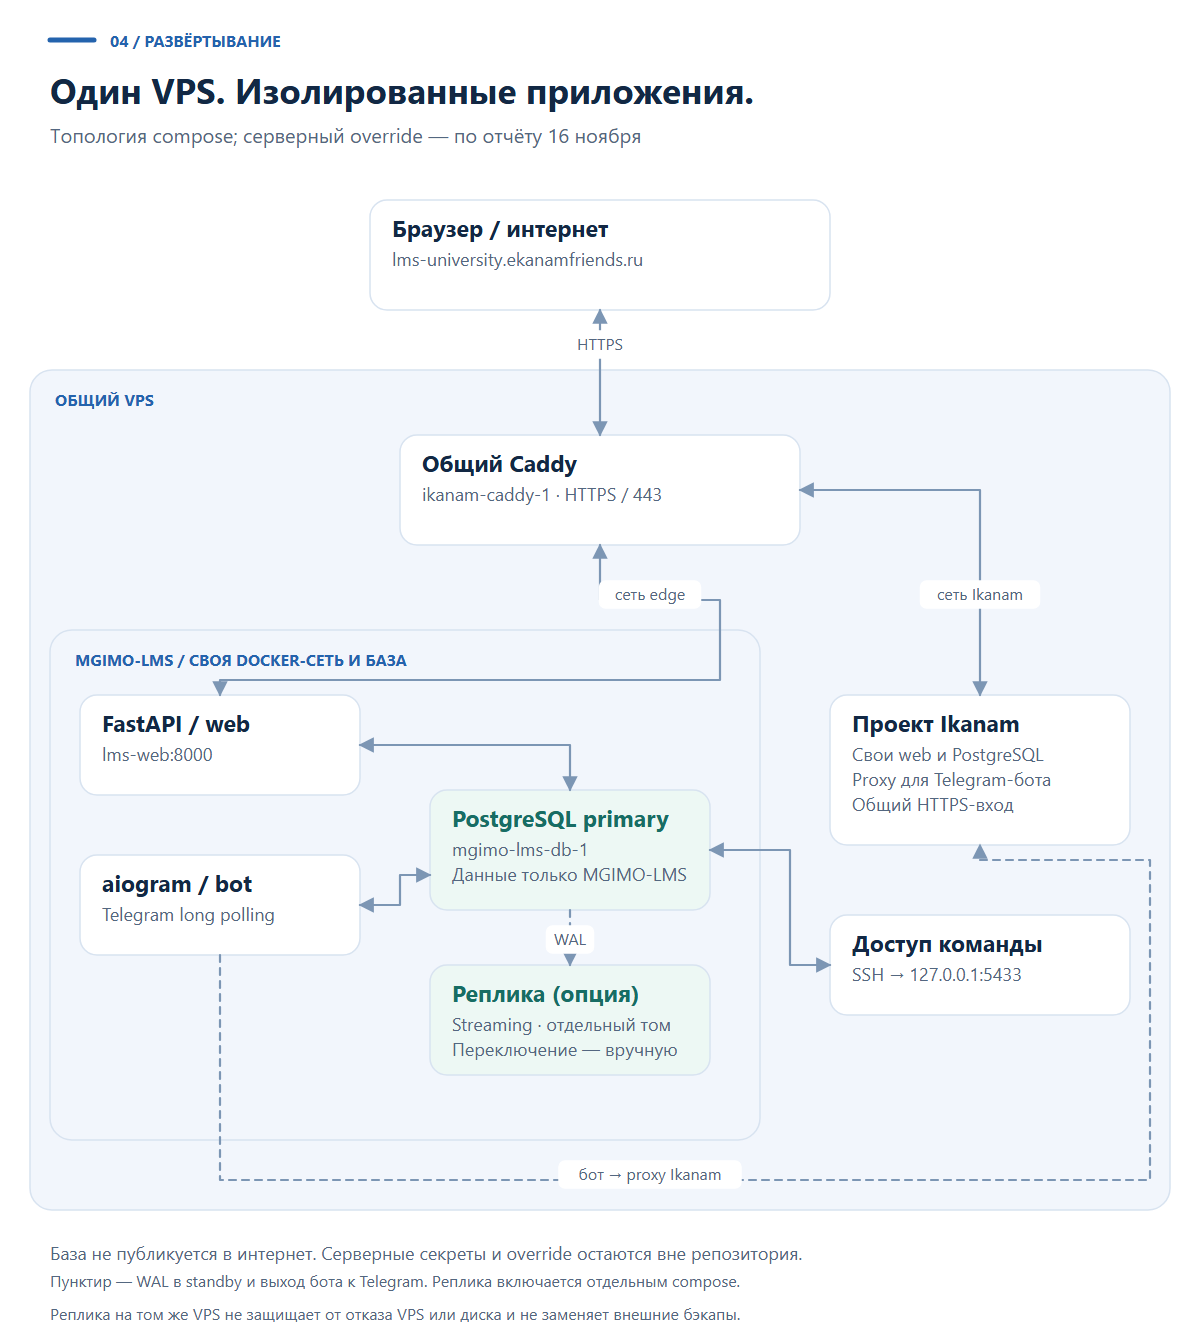 04 / РАЗВЁРТЫВАНИЕ
Один VPS. Изолированные приложения.
Топология compose; серверный override — по отчёту 16 ноября
Браузер / интернет
lms-university.ekanamfriends.ru
HTTPS
ОБЩИЙ VPS
Общий Caddy
ikanam-caddy-1 · HTTPS / 443
сеть edge
сеть Ikanam
MGIMO-LMS / СВОЯ DOCKER-СЕТЬ И БАЗА
FastAPI / web
lms-web:8000
Проект Ikanam
Свои web и PostgreSQL
Proxy для Telegram-бота
Общий HTTPS-вход
PostgreSQL primary
mgimo-lms-db-1
Данные только MGIMO-LMS
aiogram / bot
Telegram long polling
WAL
Доступ команды
SSH → 127.0.0.1:5433
Реплика (опция)
Streaming · отдельный том
Переключение — вручную
бот → proxy Ikanam
База не публикуется в интернет. Серверные секреты и override остаются вне репозитория.
Пунктир — WAL в standby и выход бота к Telegram. Реплика включается отдельным compose.
Реплика на том же VPS не защищает от отказа VPS или диска и не заменяет внешние бэкапы.